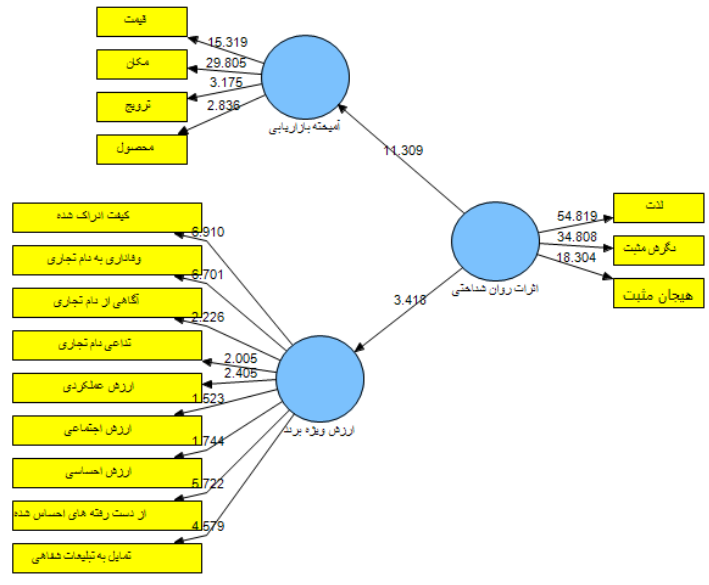 قیمت
15.319
مکان
29.805
ترویج
3.175
محصول
2.836
آمیخته بازاریابی
11.309
لذت
54.819
نگرش مثبت
34.808
هیجان مثبت
18.304
اثرات روان شناختی
3.418
کیفت ادراک شده
6.910
وفاداری به نام تجاری
6.701
آگاهی از نام تجاری
2.226
تداعی نام تجاری
2.005
ارزش عملکردی
2.405
ارزش اجتماعی
1.523
ارزش احساسی
1.744
از دست رفته های احساس شده
5.722
تمایل به تبلیغات شفاهی
4.579
ارزش ویژه برند